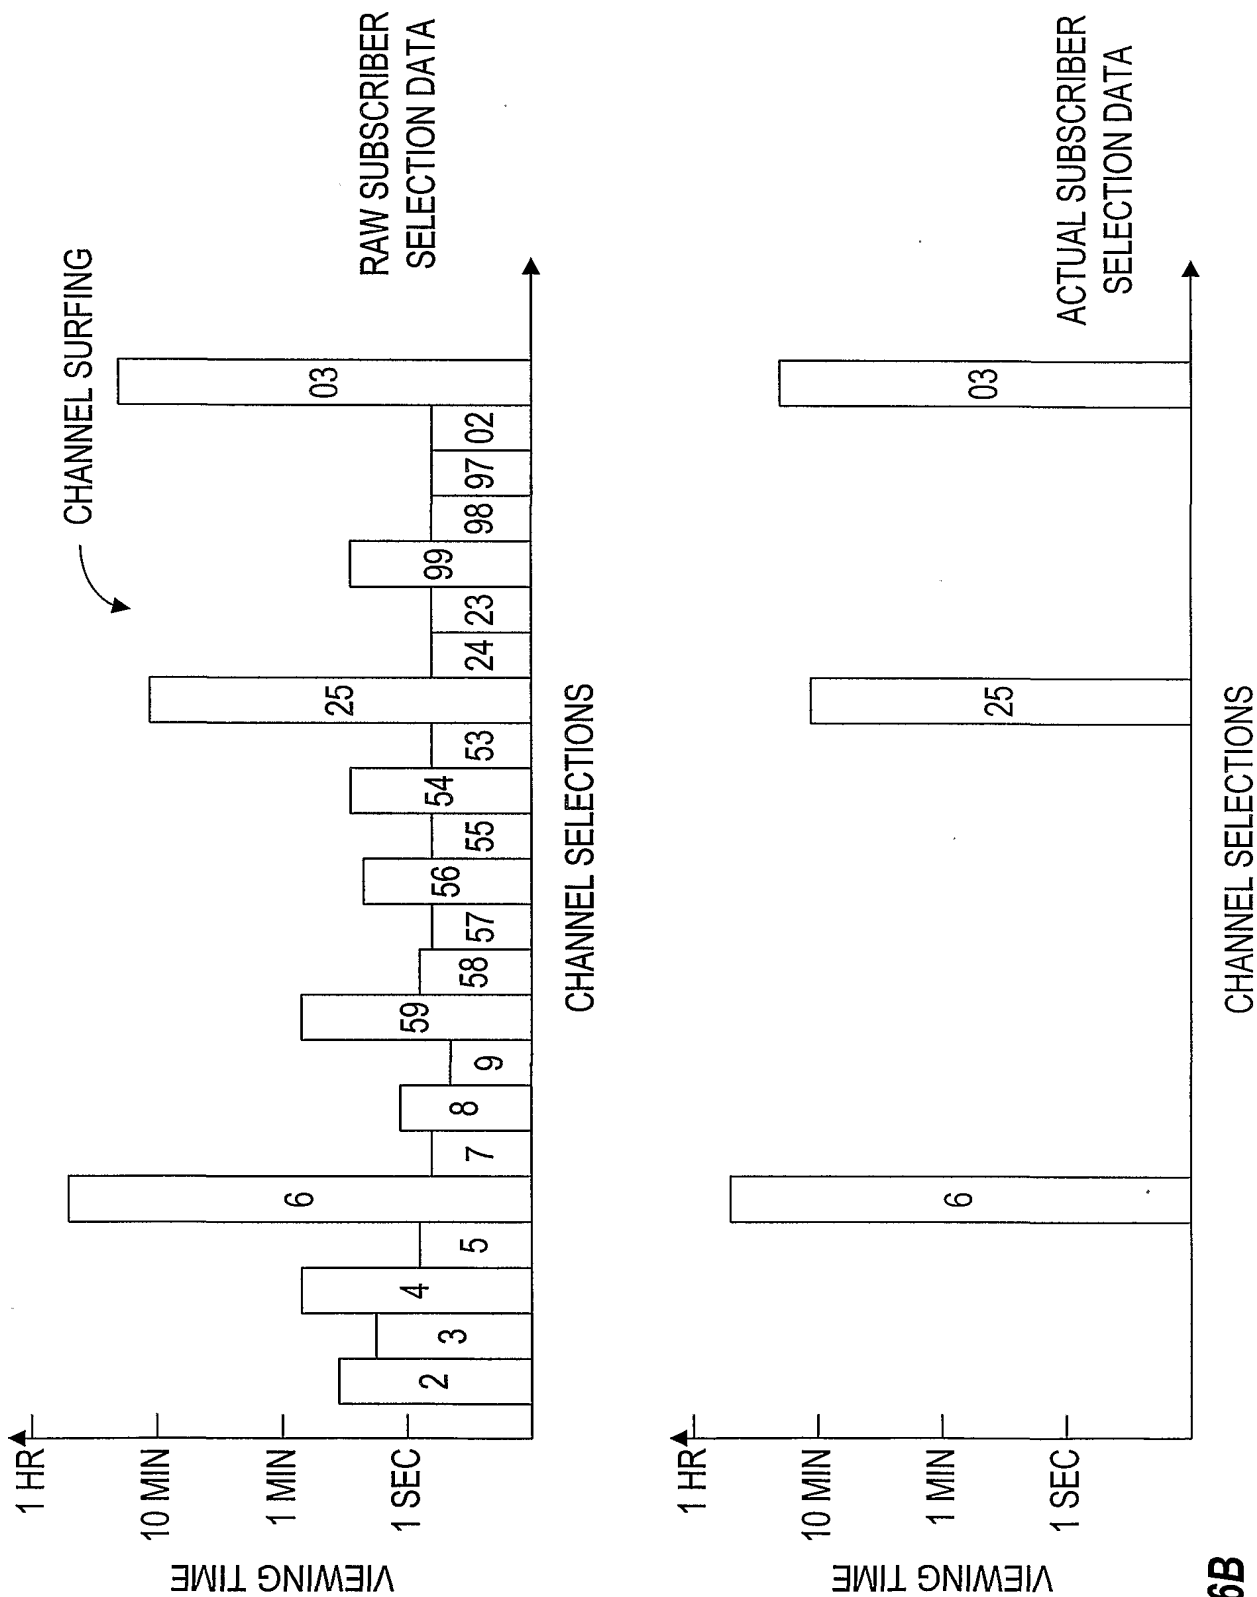 CHANNEL SURFING
RAW SUBSCRIBER
SELECTION DATA
VIEWING TIME
1 HR
10 MIN
1 MIN
1 SEC
2
3
4
5
6
7
8
9
59
58
57
56
55
54
53
25
24
23
99
98
97
02
03
CHANNEL SELECTIONS
ACTUAL SUBSCRIBER
SELECTION DATA
VIEWING TIME
1 HR
10 MIN
1 MIN
1 SEC
6
25
03
CHANNEL SELECTIONS
6B